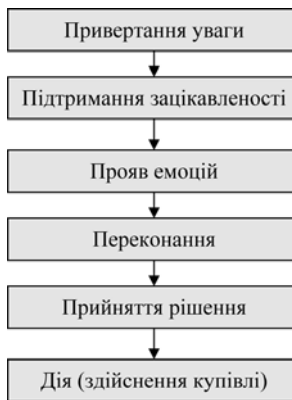 Привертання уваги
Підтримання зацікавленості
Прояв емоцій
Переконання
Прийняття рішення
Дія (здійснення купівлі)